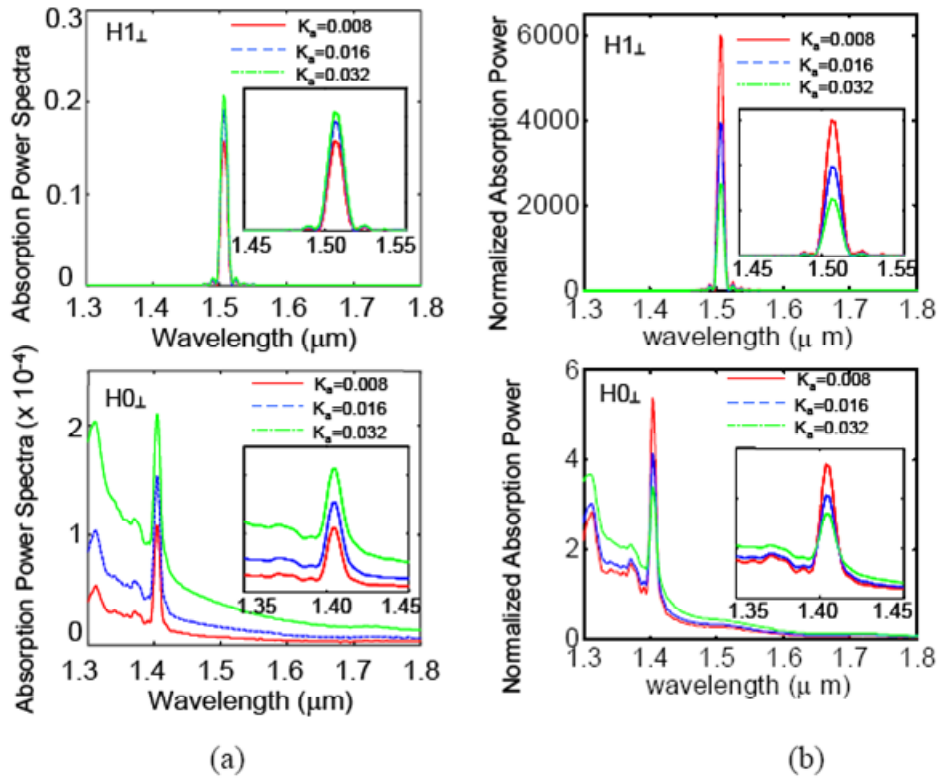 0.3
H1⊥
Kₐ=0.008
Kₐ=0.016
Kₐ=0.032
0.2
0.1
0
1.45 1.50 1.55
1.3 1.4 1.5 1.6 1.7 1.8
Wavelength (μm)
Absorption Power Spectra
6000
H1⊥
Kₐ=0.008
Kₐ=0.016
Kₐ=0.032
4000
2000
0
1.45 1.50 1.55
1.3 1.4 1.5 1.6 1.7 1.8
wavelength (μ m)
Normalized Absorption Power
H0⊥
Kₐ=0.008
Kₐ=0.016
Kₐ=0.032
2
1
0
1.35 1.40 1.45
1.3 1.4 1.5 1.6 1.7 1.8
Wavelength (μm)
Absorption Power Spectra (x 10⁻⁴)
6
H0⊥
Kₐ=0.008
Kₐ=0.016
Kₐ=0.032
4
2
0
1.35 1.40 1.45
1.3 1.4 1.5 1.6 1.7 1.8
wavelength (μ m)
Normalized Absorption Power
(a)
(b)